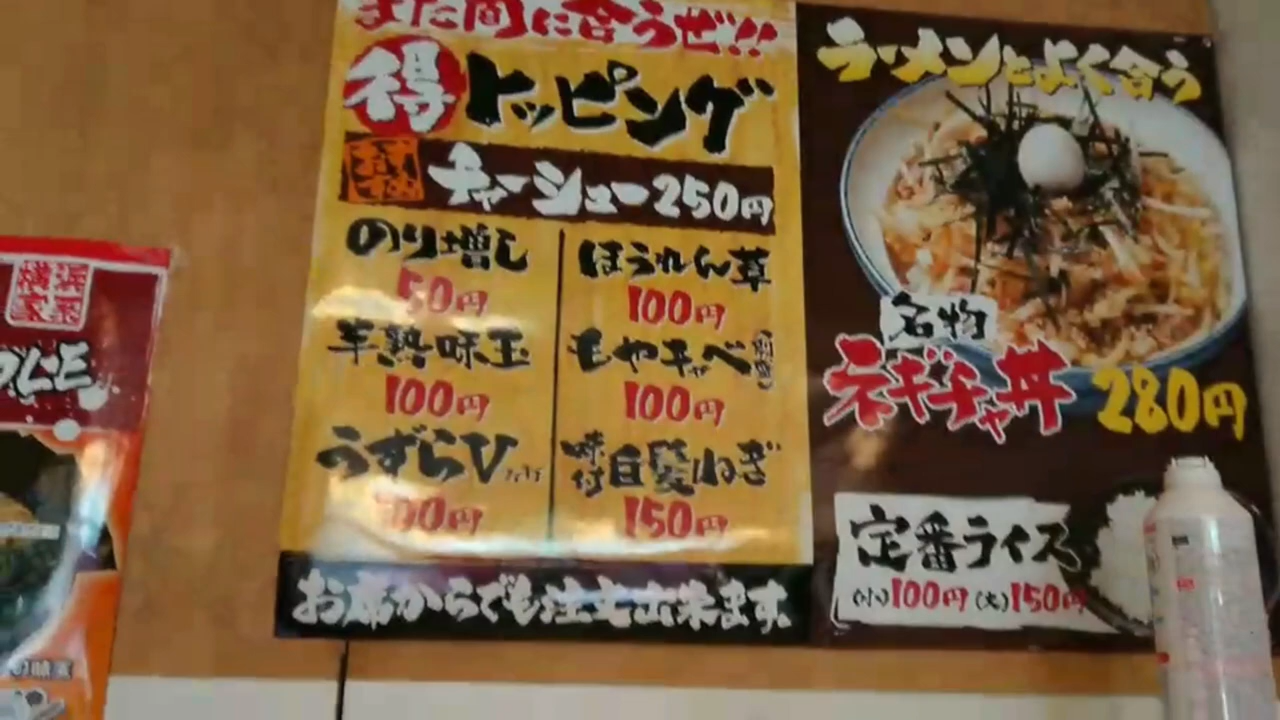 まだ間に合うぜ!!
得 トッピング
チャーシュー250円
のり増し
50円
半熟味玉
100円
うずらV
100円
ほうれん草
100円
もやキャベ
100円
味付白髪ねぎ
150円
お席からでも注文出来ます。
ラーメンとよく合う
名物
ネギチャ丼 280円
定番ライス
(小)100円 (大)150円
横浜
家系